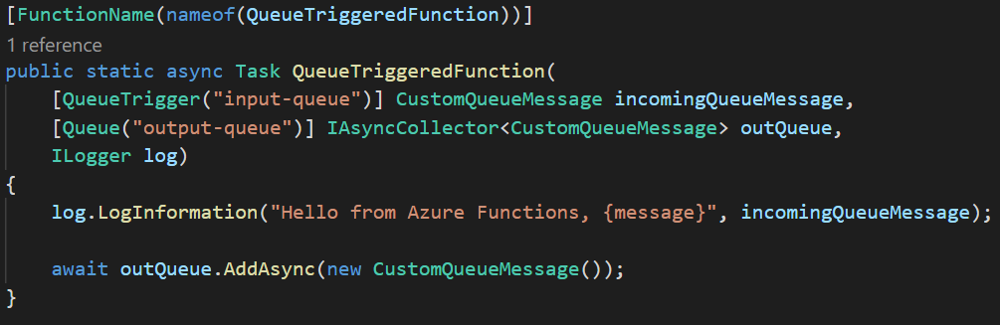 [FunctionName(nameof(QueueTriggeredFunction))]
1 reference
public static async Task QueueTriggeredFunction(
    [QueueTrigger("input-queue")] CustomQueueMessage incomingQueueMessage,
    [Queue("output-queue")] IAsyncCollector<CustomQueueMessage> outQueue,
    ILogger log)
{
    log.LogInformation("Hello from Azure Functions, {message}", incomingQueueMessage);
    await outQueue.AddAsync(new CustomQueueMessage());
}